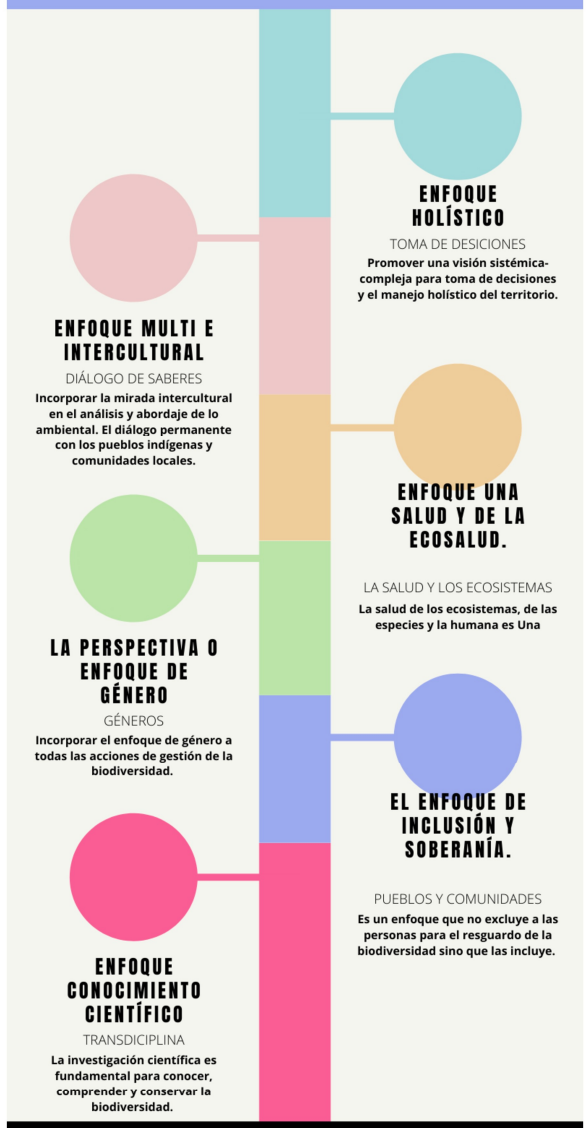 ENFOQUE
HOLÍSTICO
TOMA DE DESICIONES
Promover una visión sistémica-
compleja para toma de decisiones
y el manejo holístico del territorio.
ENFOQUE MULTI E
INTERCULTURAL
DIÁLOGO DE SABERES
Incorporar la mirada intercultural
en el análisis y abordaje de lo
ambiental. El diálogo permanente
con los pueblos indígenas y
comunidades locales.
ENFOQUE UNA
SALUD Y DE LA
ECOSALUD.
LA SALUD Y LOS ECOSISTEMAS
La salud de los ecosistemas, de las
especies y la humana es Una
LA PERSPECTIVA O
ENFOQUE DE
GÉNERO
GÉNEROS
Incorporar el enfoque de género a
todas las acciones de gestión de la
biodiversidad.
EL ENFOQUE DE
INCLUSIÓN Y
SOBERANÍA.
PUEBLOS Y COMUNIDADES
Es un enfoque que no excluye a las
personas para el resguardo de la
biodiversidad sino que las incluye.
ENFOQUE
CONOCIMIENTO
CIENTÍFICO
TRANSDICIPLINA
La investigación científica es
fundamental para conocer,
comprender y conservar la
biodiversidad.